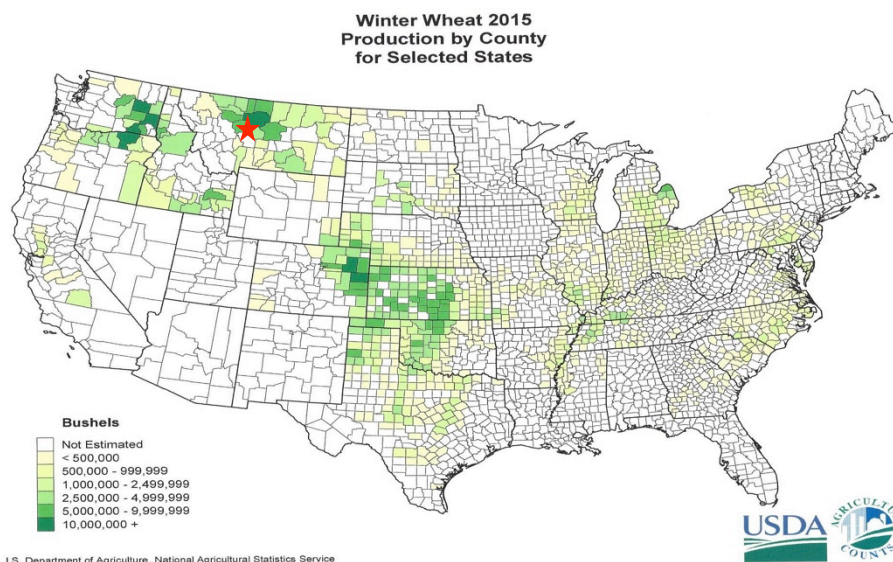 Winter Wheat 2015
Production by County
for Selected States
Bushels
Not Estimated
< 500,000
500,000 - 999,999
1,000,000 - 2,499,999
2,500,000 - 4,999,999
5,000,000 - 9,999,999
10,000,000 +
USDA
AGRICULTURE
COUNTS
.S. Department of Agriculture, National Agricultural Statistics Service